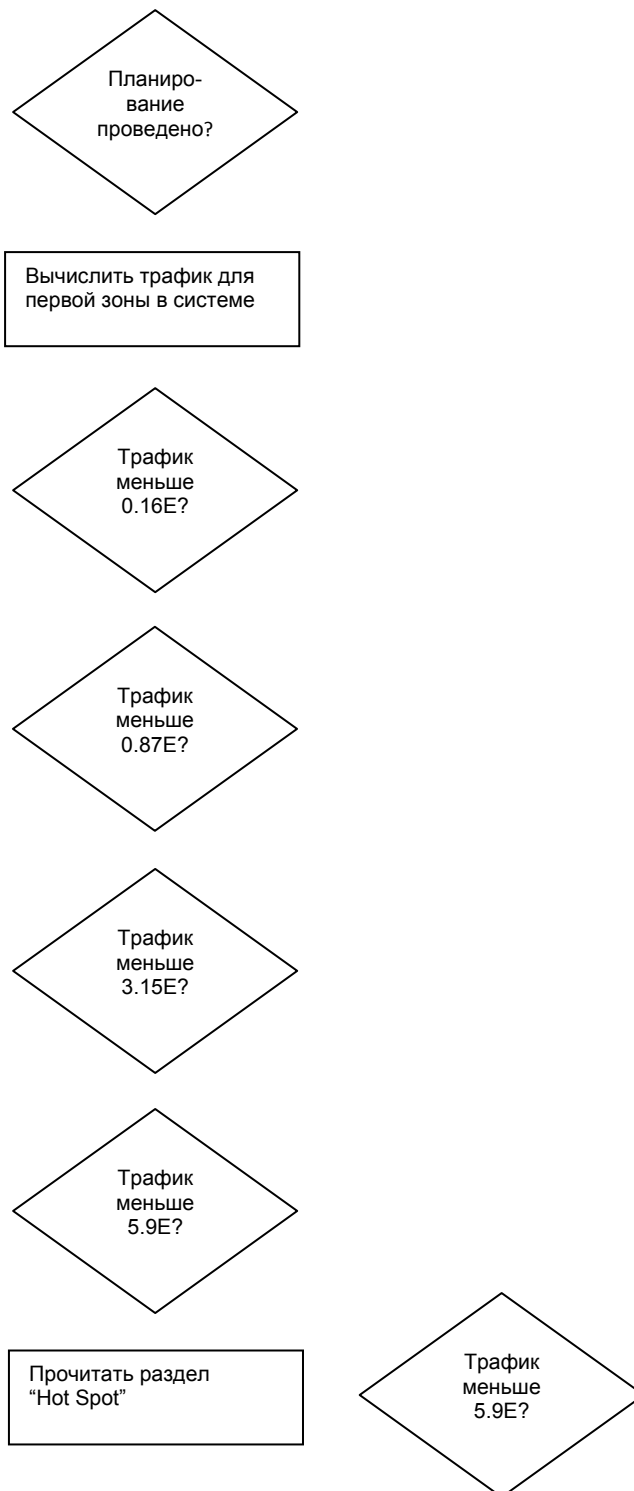 Планиро-
вание
проведено?
Вычислить трафик для
первой зоны в системе
Трафик
меньше
0.16E?
Трафик
меньше
0.87E?
Трафик
меньше
3.15E?
Трафик
меньше
5.9E?
Прочитать раздел
“Hot Spot”
Трафик
меньше
5.9E?